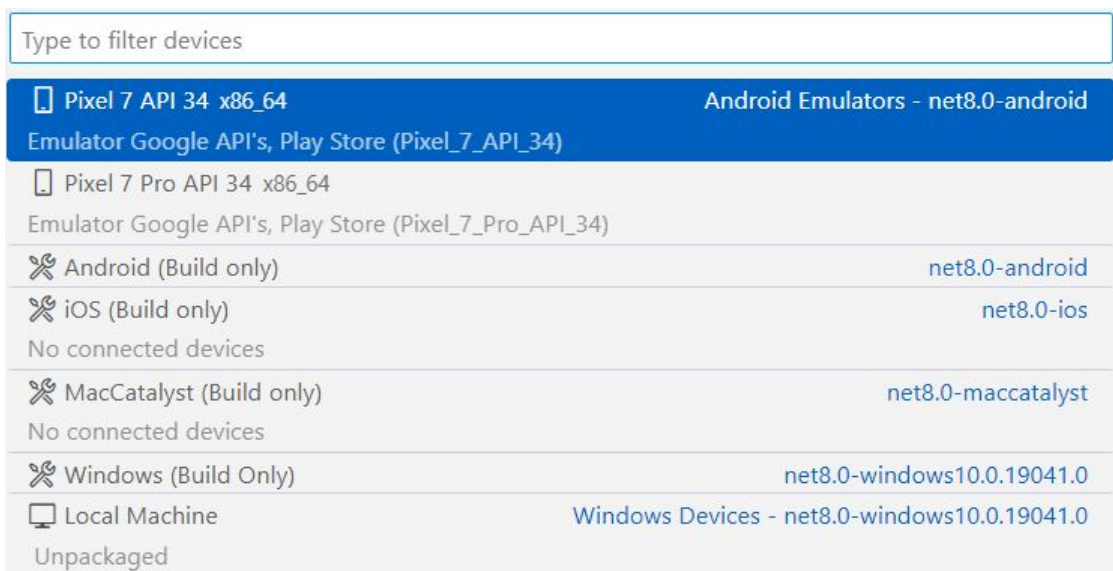 Type to filter devices
Pixel 7 API 34 x86_64 Android Emulators - net8.0-android
Emulator Google API's, Play Store (Pixel_7_API_34)
Pixel 7 Pro API 34 x86_64
Emulator Google API's, Play Store (Pixel_7_Pro_API_34)
Android (Build only) net8.0-android
iOS (Build only) net8.0-ios
No connected devices
MacCatalyst (Build only) net8.0-maccatalyst
No connected devices
Windows (Build Only) net8.0-windows10.0.19041.0
Local Machine Windows Devices - net8.0-windows10.0.19041.0
Unpackaged